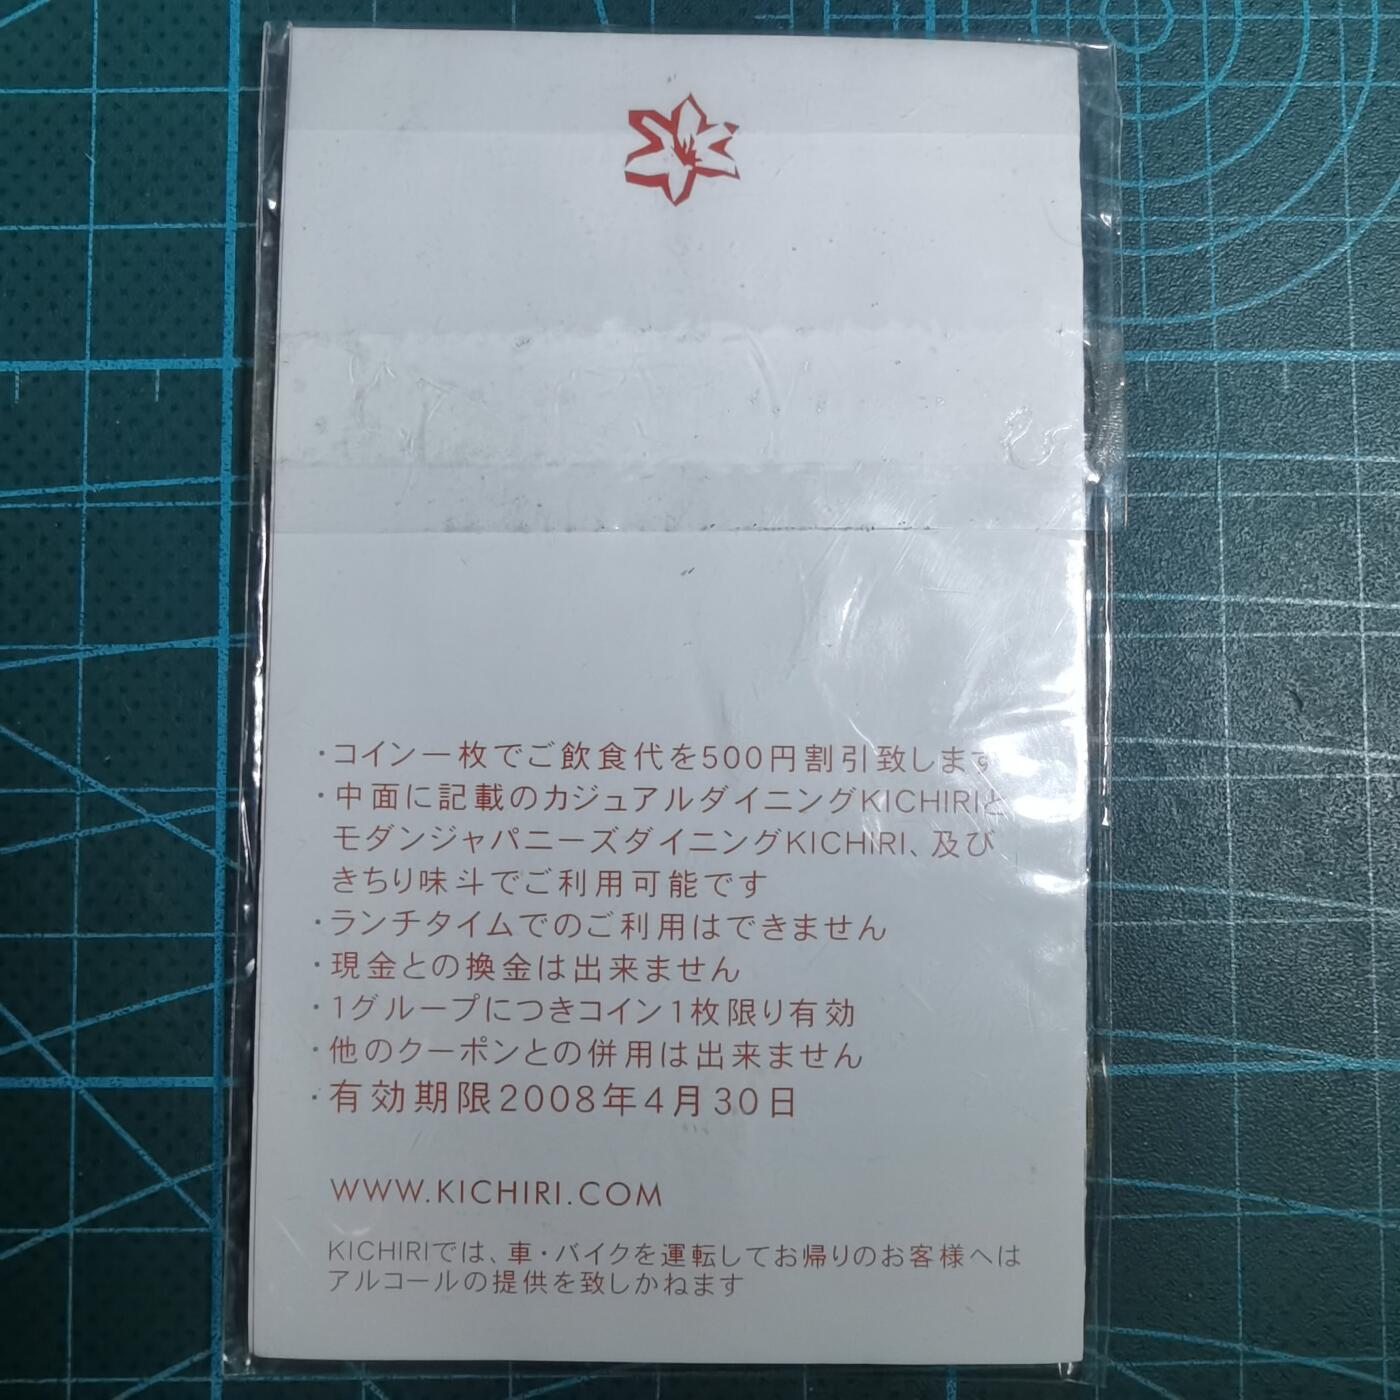 ・コイン一枚でご飲食代を500円割引致します
・中面に記載のカジュアルダイニングKICHIRIと
モダンジャパニーズダイニングKICHIRI、及び
きちり味斗でご利用可能です
・ランチタイムでのご利用はできません
・現金との換金は出来ません
・1グループにつきコイン1枚限り有効
・他のクーポンとの併用は出来ません
・有効期限2008年4月30日
WWW.KICHIRI.COM
KICHIRIでは、車・バイクを運転してお帰りのお客様へは
アルコールの提供を致しかねます